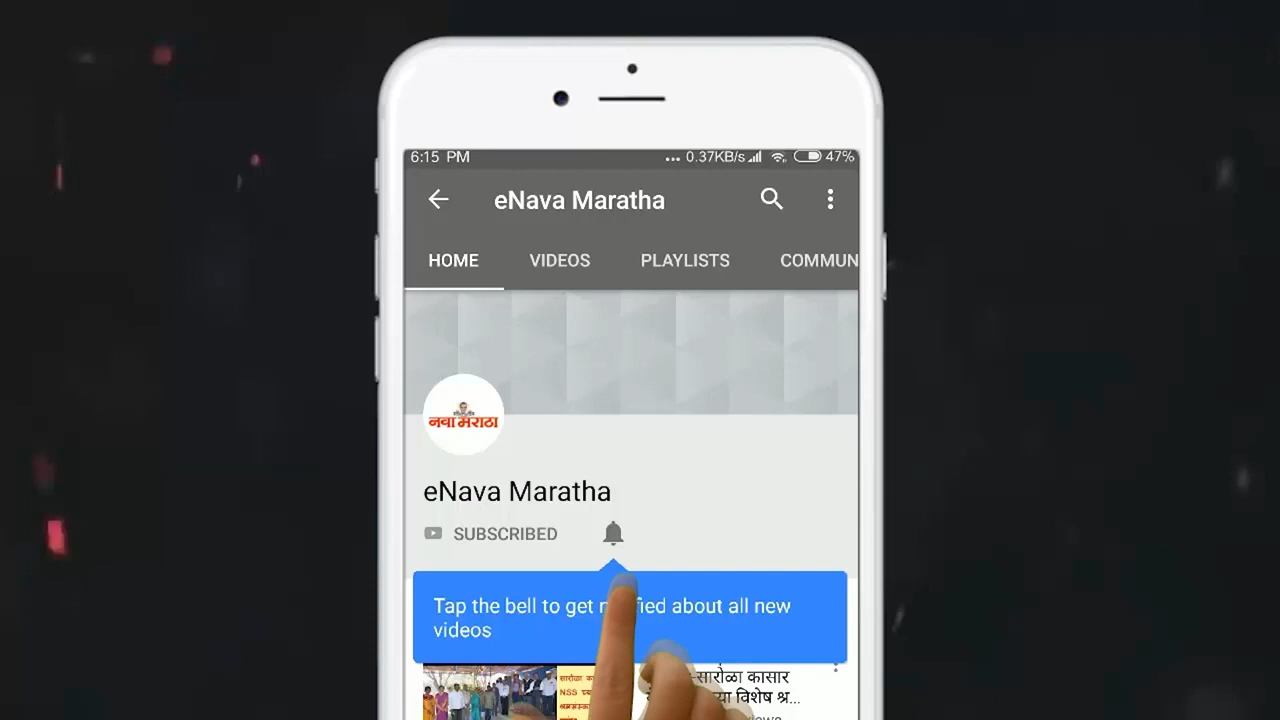 6:15 PM
... 0.37KB/s 47%
eNava Maratha
HOME VIDEOS PLAYLISTS COMMUN
नवा मराठा
eNava Maratha
SUBSCRIBED
Tap the bell to get fied about all new
videos
सारोळा कासार
NSS च्या
विशेष श्र...